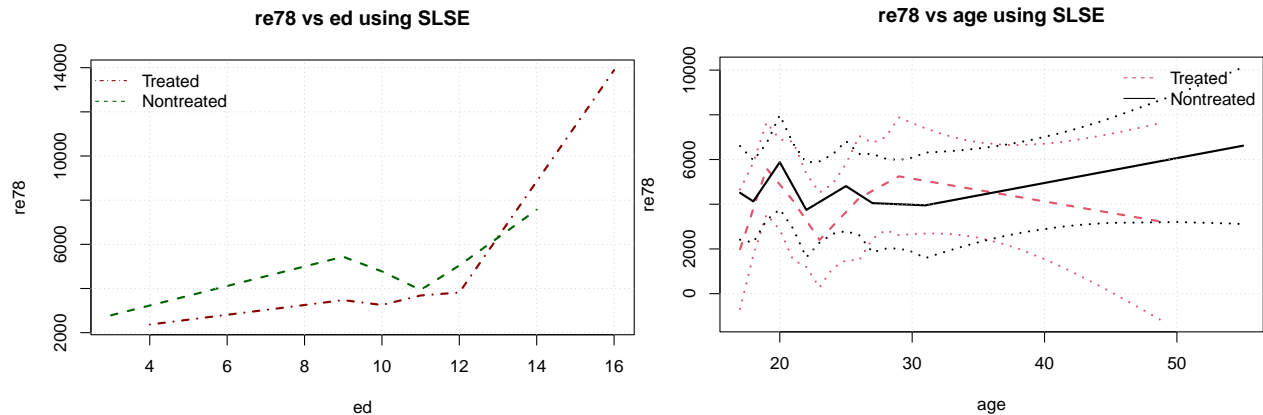 re78 vs ed using SLSE
14000
10000
6000
2000
re78
Treated
Nontreated
4 6 8 10 12 14 16
ed
re78 vs age using SLSE
10000
6000
2000
0
re78
Treated
Nontreated
20 30 40 50
age